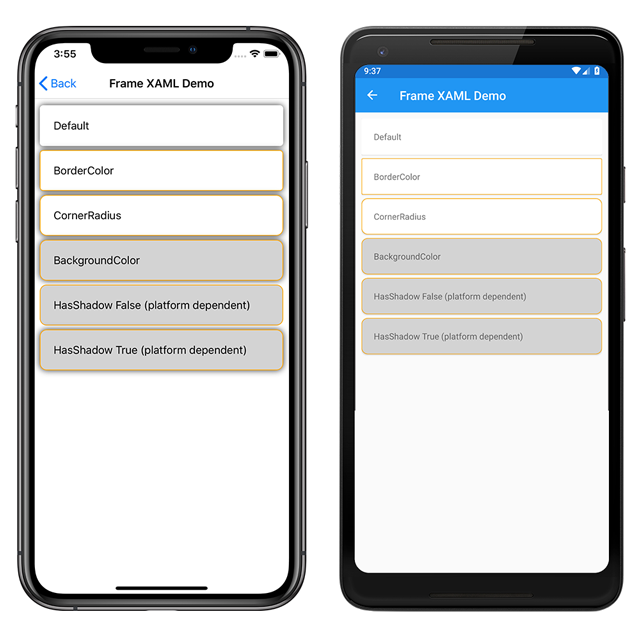 3:55
Back
Frame XAML Demo
Default
BorderColor
CornerRadius
BackgroundColor
HasShadow False (platform dependent)
HasShadow True (platform dependent)
9:37
Frame XAML Demo
Default
BorderColor
CornerRadius
BackgroundColor
HasShadow False (platform dependent)
HasShadow True (platform dependent)